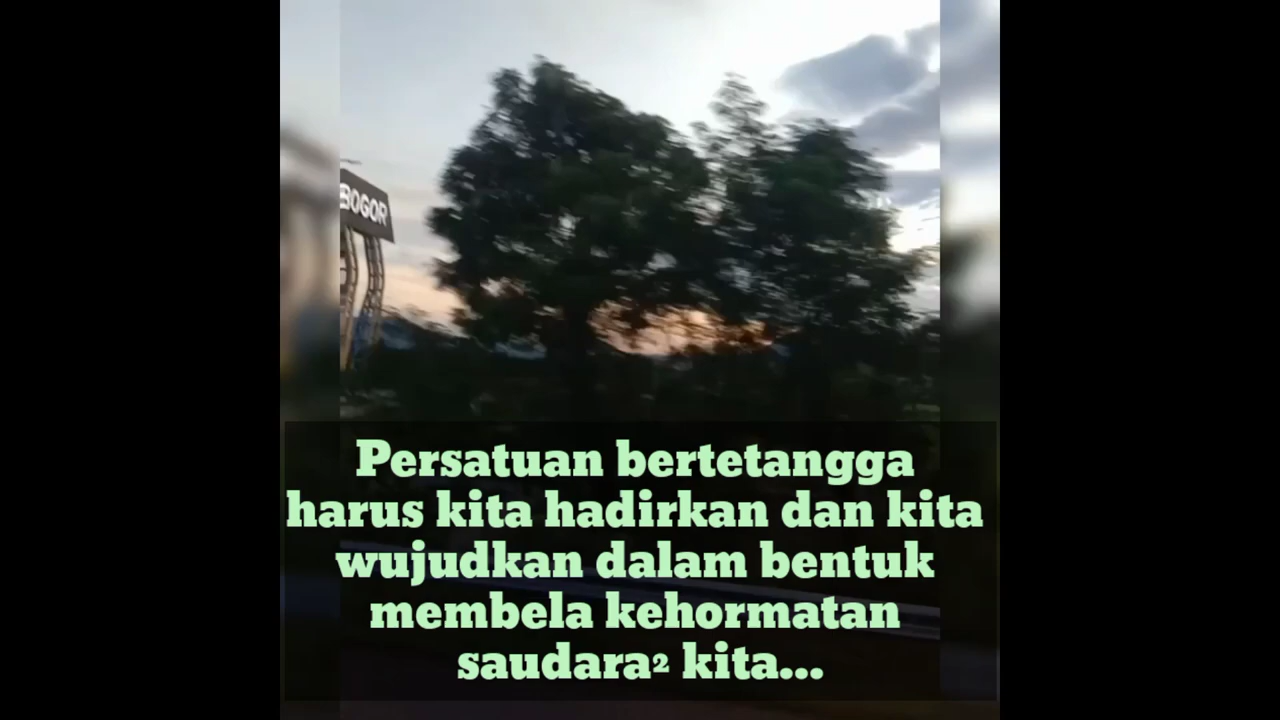 BOGOR
Persatuan bertetangga
harus kita hadirkan dan kita
wujudkan dalam bentuk
membela kehormatan
saudara² kita...